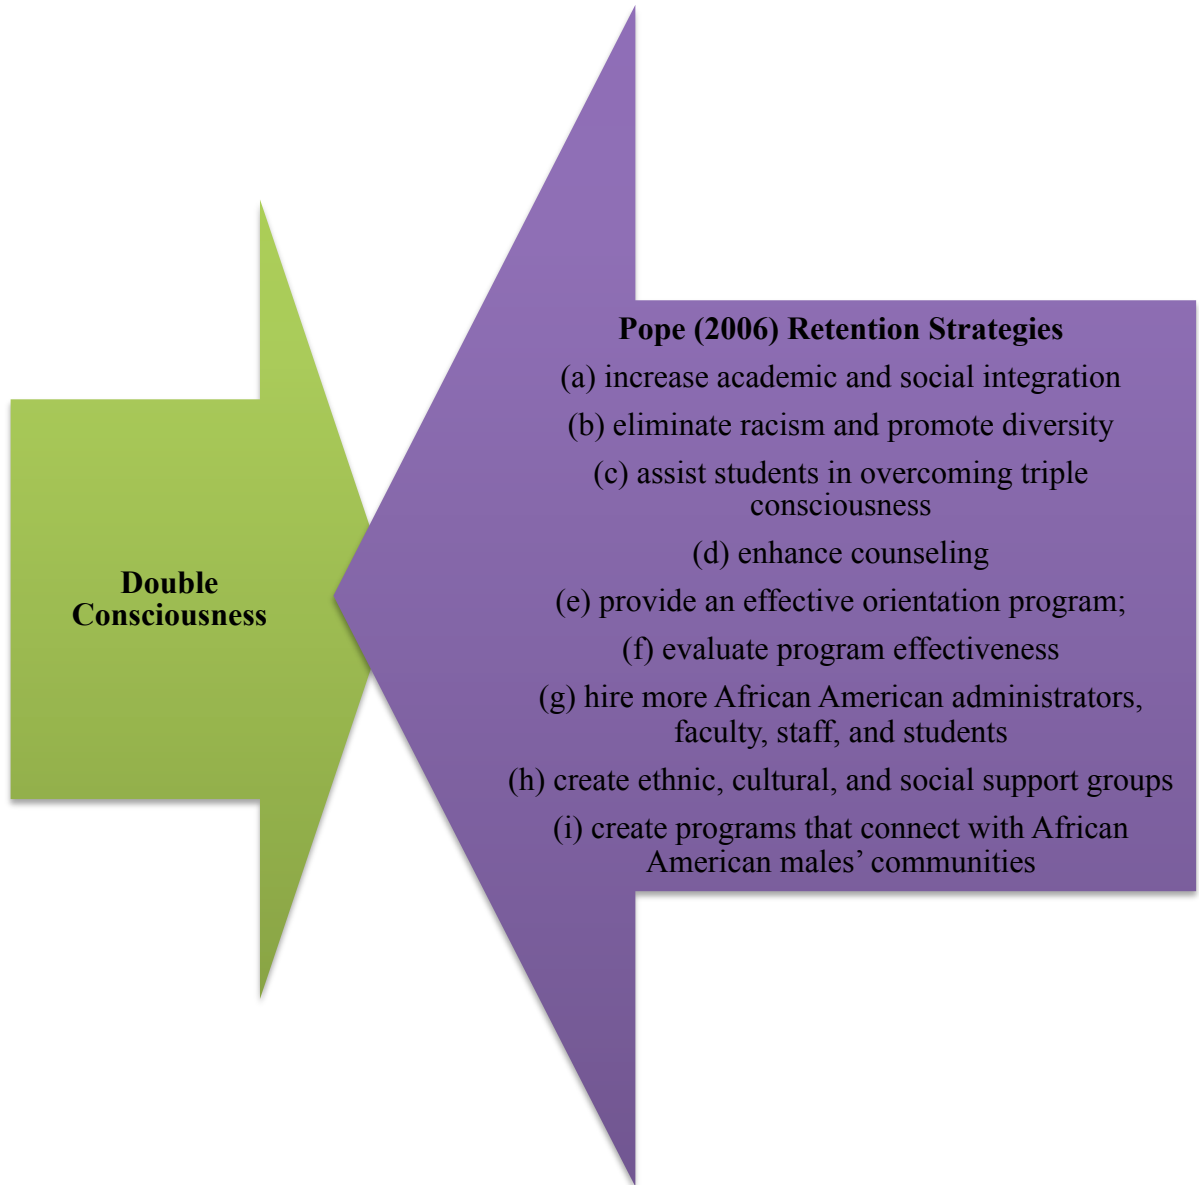 Double
Consciousness
Pope (2006) Retention Strategies
(a) increase academic and social integration
(b) eliminate racism and promote diversity
(c) assist students in overcoming triple
consciousness
(d) enhance counseling
(e) provide an effective orientation program;
(f) evaluate program effectiveness
(g) hire more African American administrators,
faculty, staff, and students
(h) create ethnic, cultural, and social support groups
(i) create programs that connect with African
American males’ communities